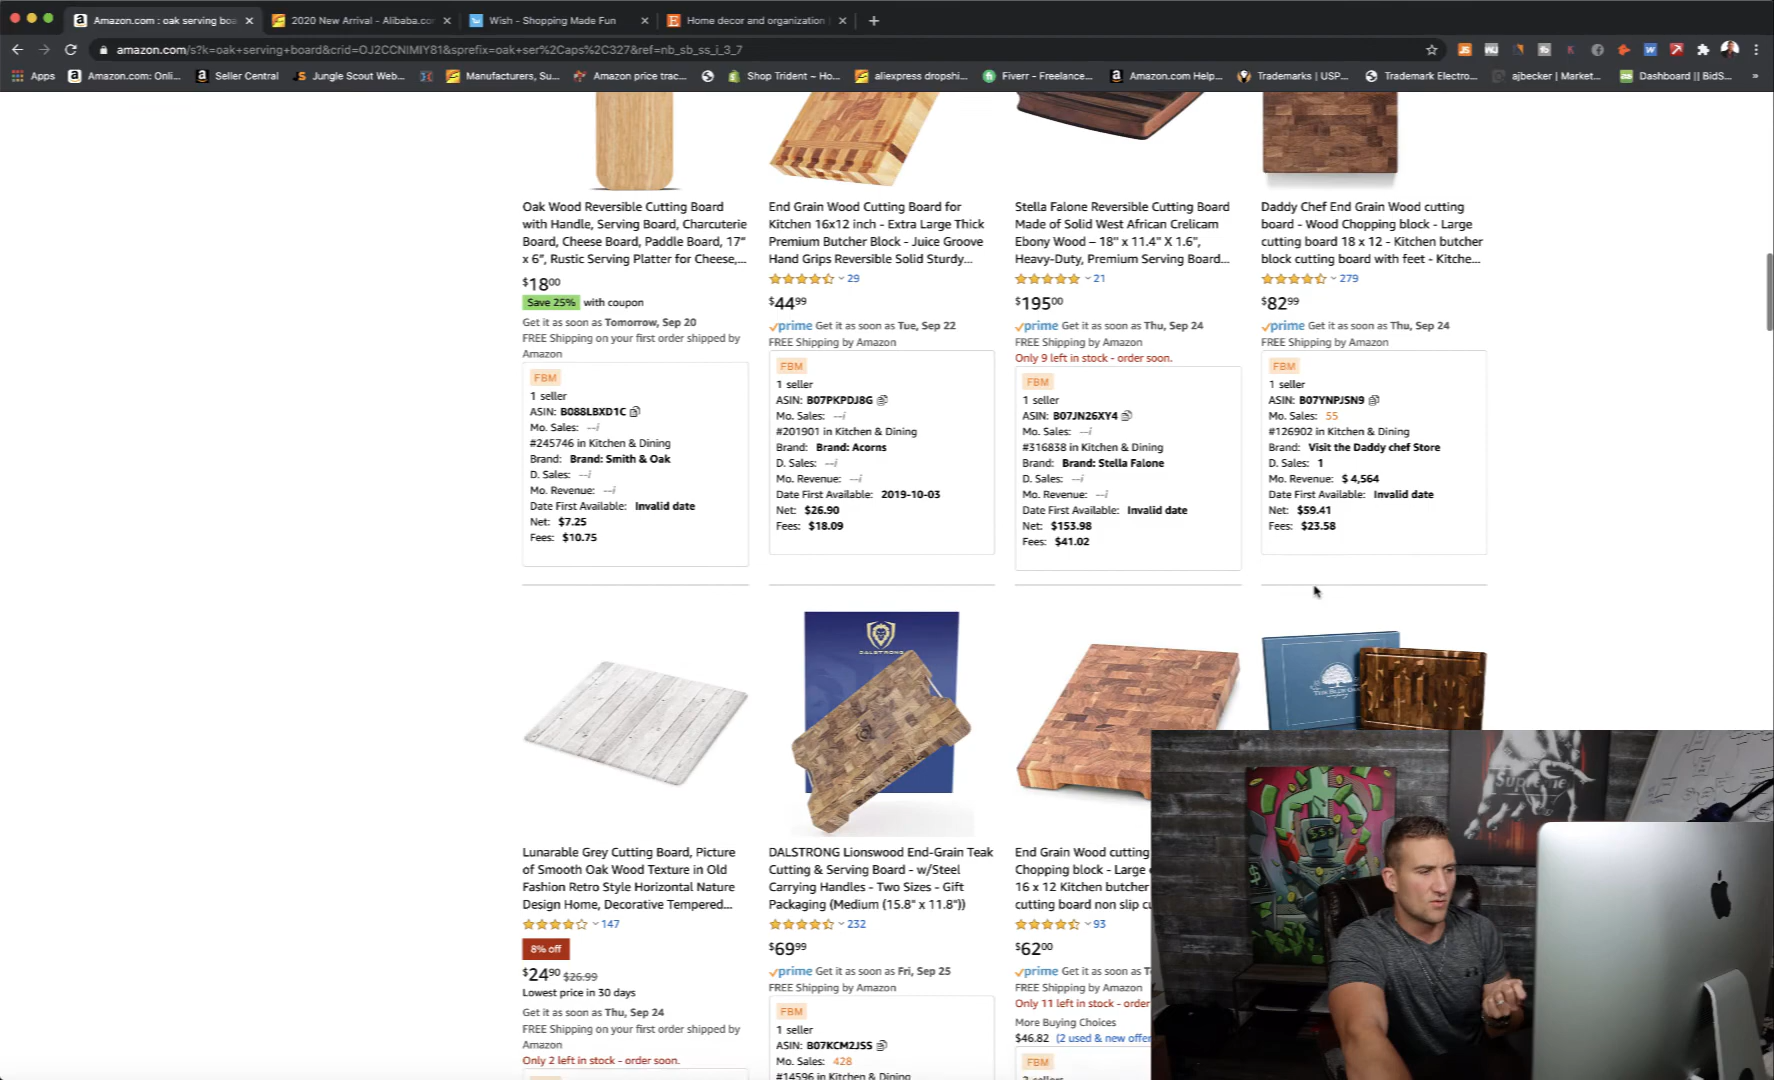 Amazon.com : oak serving boa
2020 New Arrival - Alibaba.co
Wish - Shopping Made Fun
Home decor and organization
amazon.com/s?k=oak+serving+board&crid=OJ2CCNIMIY81&sprefix=oak+ser%2Caps%2C327&ref=nb_sb_ss_i_3_7
Apps
Amazon.com: Onli...
Seller Central
Jungle Scout Web...
Manufacturers, Su...
Amazon price trac...
Shop Trident – Ho...
aliexpress dropshi...
Fiverr - Freelance...
Amazon.com Help...
Trademarks | USP...
Trademark Electro...
ajbecker | Market...
Dashboard || BidS...
Oak Wood Reversible Cutting Board
with Handle, Serving Board, Charcuterie
Board, Cheese Board, Paddle Board, 17"
x 6", Rustic Serving Platter for Cheese,...
$18⁰⁰
Save 25% with coupon
Get it as soon as Tomorrow, Sep 20
FREE Shipping on your first order shipped by
Amazon
FBM
1 seller
ASIN: B088LBXD1C
Mo. Sales: --i
#245746 in Kitchen & Dining
Brand: Brand: Smith & Oak
D. Sales: --i
Mo. Revenue: --i
Date First Available: Invalid date
Net: $7.25
Fees: $10.75
End Grain Wood Cutting Board for
Kitchen 16x12 inch - Extra Large Thick
Premium Butcher Block - Juice Groove
Hand Grips Reversible Solid Sturdy...
29
$44⁹⁹
prime Get it as soon as Tue, Sep 22
FREE Shipping by Amazon
FBM
1 seller
ASIN: B07PKPDJ8G
Mo. Sales: --i
#201901 in Kitchen & Dining
Brand: Brand: Acorns
D. Sales: --i
Mo. Revenue: --i
Date First Available: 2019-10-03
Net: $26.90
Fees: $18.09
Stella Falone Reversible Cutting Board
Made of Solid West African Crelicam
Ebony Wood – 18" x 11.4" X 1.6",
Heavy-Duty, Premium Serving Board...
21
$195⁰⁰
prime Get it as soon as Thu, Sep 24
FREE Shipping by Amazon
Only 9 left in stock - order soon.
FBM
1 seller
ASIN: B07JN26XY4
Mo. Sales: --i
#316838 in Kitchen & Dining
Brand: Brand: Stella Falone
D. Sales: --i
Mo. Revenue: --i
Date First Available: Invalid date
Net: $153.98
Fees: $41.02
Daddy Chef End Grain Wood cutting
board - Wood Chopping block - Large
cutting board 18 x 12 - Kitchen butcher
block cutting board with feet - Kitche...
279
$82⁹⁹
prime Get it as soon as Thu, Sep 24
FREE Shipping by Amazon
FBM
1 seller
ASIN: B07YNPJSN9
Mo. Sales: 55
#126902 in Kitchen & Dining
Brand: Visit the Daddy chef Store
D. Sales: 1
Mo. Revenue: $ 4,564
Date First Available: Invalid date
Net: $59.41
Fees: $23.58
DALSTRONG
Supreme
Lunarable Grey Cutting Board, Picture
of Smooth Oak Wood Texture in Old
Fashion Retro Style Horizontal Nature
Design Home, Decorative Tempered...
147
8% off
$24⁹⁰ $26.99
Lowest price in 30 days
Get it as soon as Thu, Sep 24
FREE Shipping on your first order shipped by
Amazon
Only 2 left in stock - order soon.
DALSTRONG Lionswood End-Grain Teak
Cutting & Serving Board - w/Steel
Carrying Handles - Two Sizes - Gift
Packaging (Medium (15.8" x 11.8"))
232
$69⁹⁹
prime Get it as soon as Fri, Sep 25
FREE Shipping by Amazon
FBM
1 seller
ASIN: B07KCM2JSS
Mo. Sales: 428
#14596 in Kitchen & Dining
End Grain Wood cutting
Chopping block - Large
16 x 12 Kitchen butcher
cutting board non slip
93
$62⁰⁰
prime Get it as soon as
FREE Shipping by Amazon
Only 11 left in stock - order
More Buying Choices
$46.82 (2 used & new offer
FBM